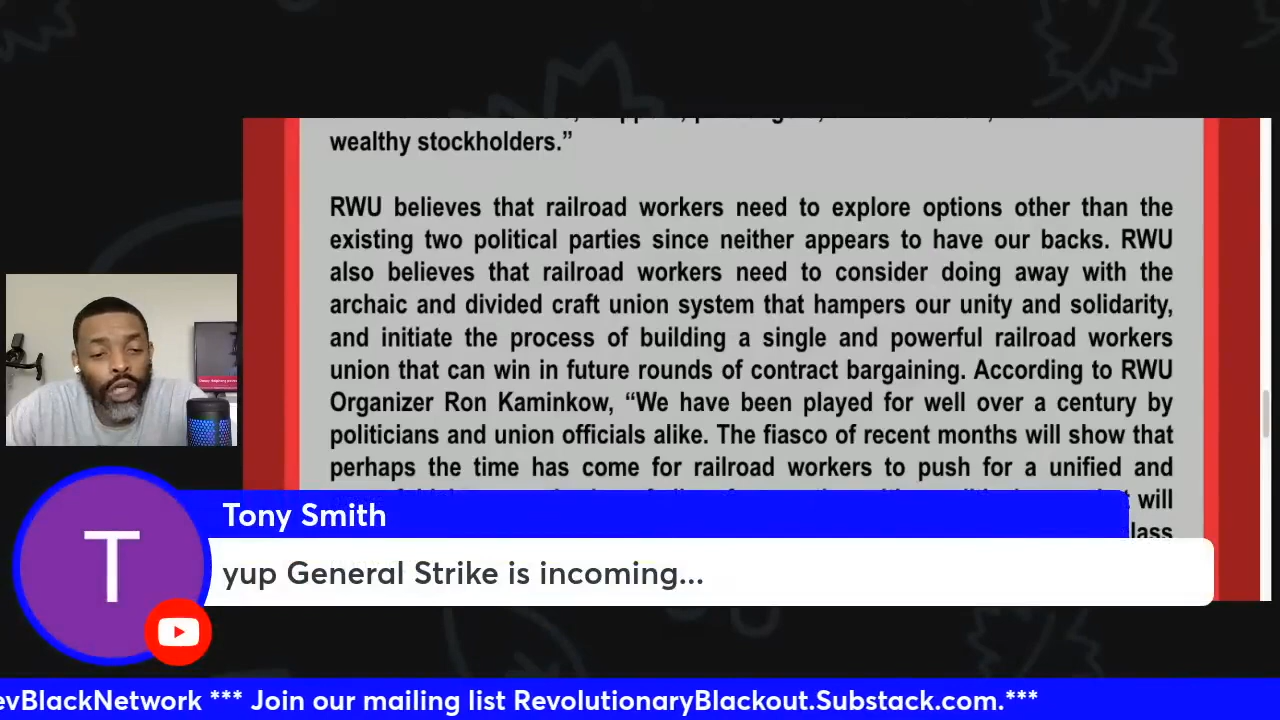 wealthy stockholders.”
RWU believes that railroad workers need to explore options other than the
existing two political parties since neither appears to have our backs. RWU
also believes that railroad workers need to consider doing away with the
archaic and divided craft union system that hampers our unity and solidarity,
and initiate the process of building a single and powerful railroad workers
union that can win in future rounds of contract bargaining. According to RWU
Organizer Ron Kaminkow, “We have been played for well over a century by
politicians and union officials alike. The fiasco of recent months will show that
perhaps the time has come for railroad workers to push for a unified and
will
lass
Tony Smith
T
yup General Strike is incoming...
evBlackNetwork *** Join our mailing list RevolutionaryBlackout.Substack.com.***